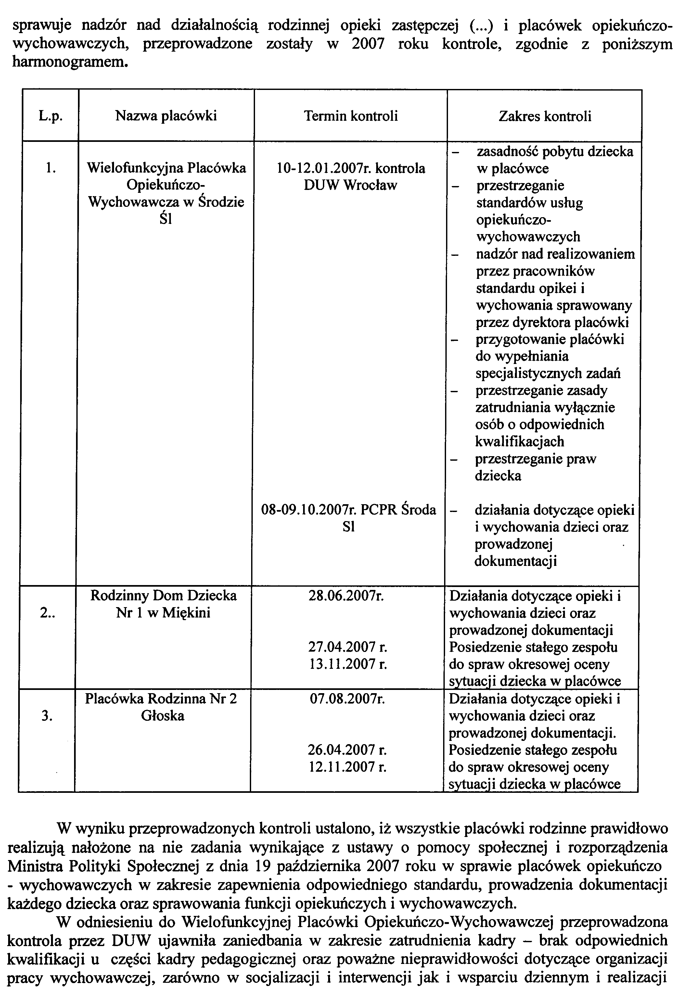 sprawuje nadzór nad działalnością rodzinnej opieki zastępczej (...) i placówek opiekuńczo-
wychowawczych, przeprowadzone zostały w 2007 roku kontrole, zgodnie z poniższym
harmonogramem.
L.p. Nazwa placówki Termin kontroli Zakres kontroli
– zasadność pobytu dziecka
1. Wielofunkcyjna Placówka 10-12.01.2007r. kontrola w placówce
Opiekuńczo- DUW Wrocław – przestrzeganie
Wychowawcza w Środzie standardów usług
Śl opiekuńczo-
wychowawczych
– nadzór nad realizowaniem
przez pracowników
standardu opikei i
wychowania sprawowany
przez dyrektora placówki
– przygotowanie plaćówki
do wypełniania
specjalistycznych zadań
– przestrzeganie zasady
zatrudniania wyłącznie
osób o odpowiednich
kwalifikacjach
– przestrzeganie praw
dziecka
08-09.10.2007r. PCPR Środa – działania dotyczące opieki
Sl i wychowania dzieci oraz
prowadzonej
dokumentacji
Rodzinny Dom Dziecka 28.06.2007r. Działania dotyczące opieki i
2.. Nr 1 w Miękini wychowania dzieci oraz
prowadzonej dokumentacji
27.04.2007 r. Posiedzenie stałego zespołu
13.11.2007 r. do spraw okresowej oceny
sytuacji dziecka w placówce
Placówka Rodzinna Nr 2 07.08.2007r. Działania dotyczące opieki i
3. Głoska wychowania dzieci oraz
prowadzonej dokumentacji.
26.04.2007 r. Posiedzenie stałego zespołu
12.11.2007 r. do spraw okresowej oceny
sytuacji dziecka w placówce
W wyniku przeprowadzonych kontroli ustalono, iż wszystkie placówki rodzinne prawidłowo
realizują nałożone na nie zadania wynikające z ustawy o pomocy społecznej i rozporządzenia
Ministra Polityki Społecznej z dnia 19 października 2007 roku w sprawie placówek opiekuńczo
- wychowawczych w zakresie zapewnienia odpowiedniego standardu, prowadzenia dokumentacji
każdego dziecka oraz sprawowania funkcji opiekuńczych i wychowawczych.
W odniesieniu do Wielofunkcyjnej Placówki Opiekuńczo-Wychowawczej przeprowadzona
kontrola przez DUW ujawniła zaniedbania w zakresie zatrudnienia kadry – brak odpowiednich
kwalifikacji u części kadry pedagogicznej oraz poważne nieprawidłowości dotyczące organizacji
pracy wychowawczej, zarówno w socjalizacji i interwencji jak i wsparciu dziennym i realizacji